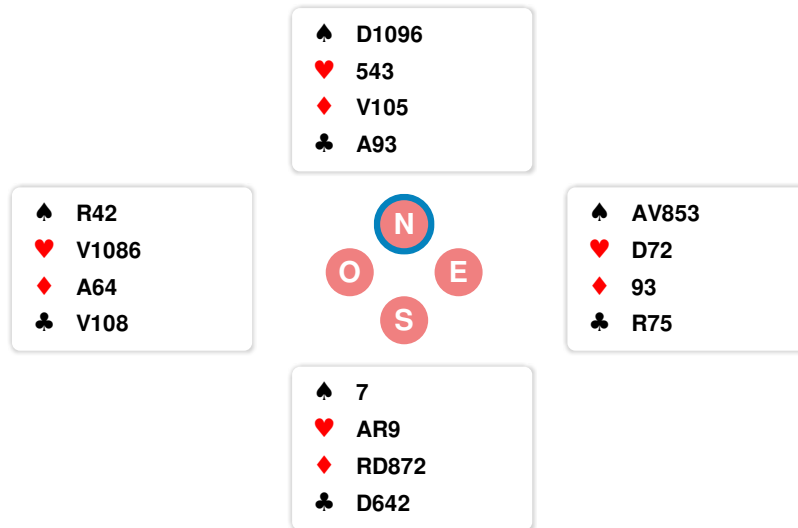 ♠ D1096
♥ 543
♦ V105
♣ A93
♠ R42
♥ V1086
♦ A64
♣ V108
N
O E
S
♠ AV853
♥ D72
♦ 93
♣ R75
♠ 7
♥ AR9
♦ RD872
♣ D642